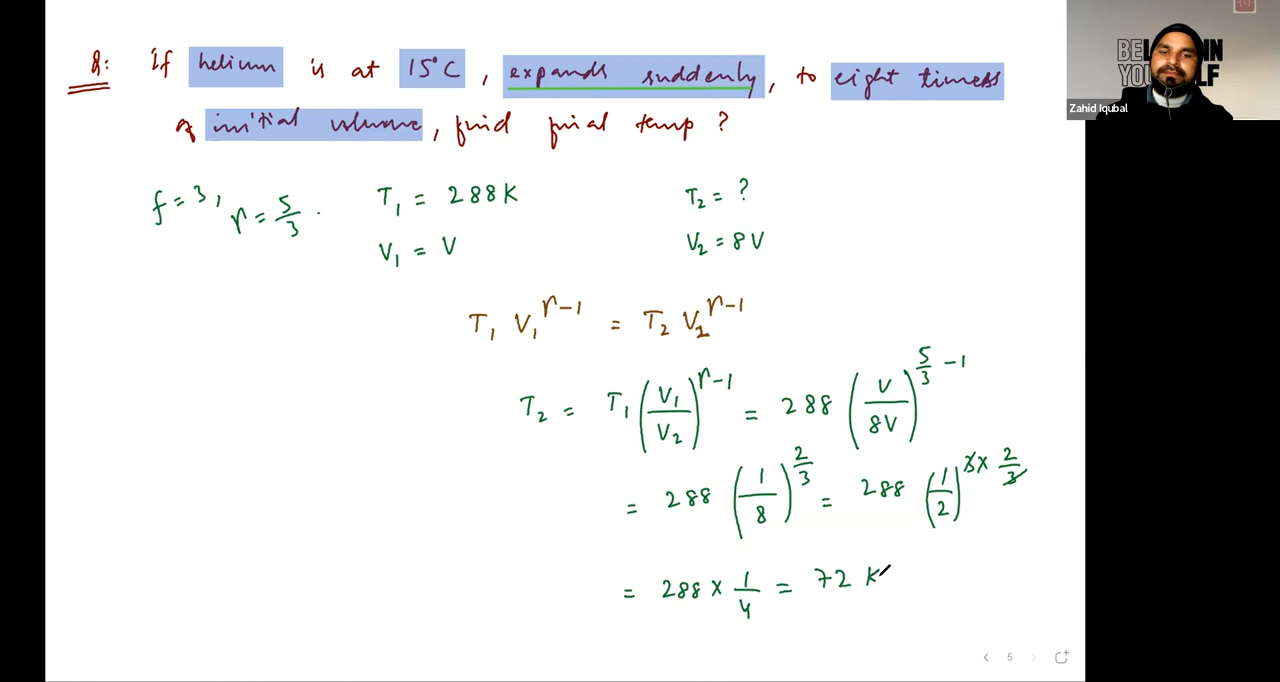 Q: If helium is at 15°C, expands suddenly, to eight timess
of initial volume, find final temp?
f = 3, r = 5/3.
T₁ = 288K
T₂ = ?
V₁ = V
V₂ = 8V
T₁ V₁^(r-1) = T₂ V₂^(r-1)
T₂ = T₁ (V₁/V₂)^(r-1) = 288 (V/8V)^(5/3 - 1)
= 288 (1/8)^(2/3) = 288 (1/2)^(3 × 2/3)
= 288 × 1/4 = 72 K
Zahid Iqubal
5